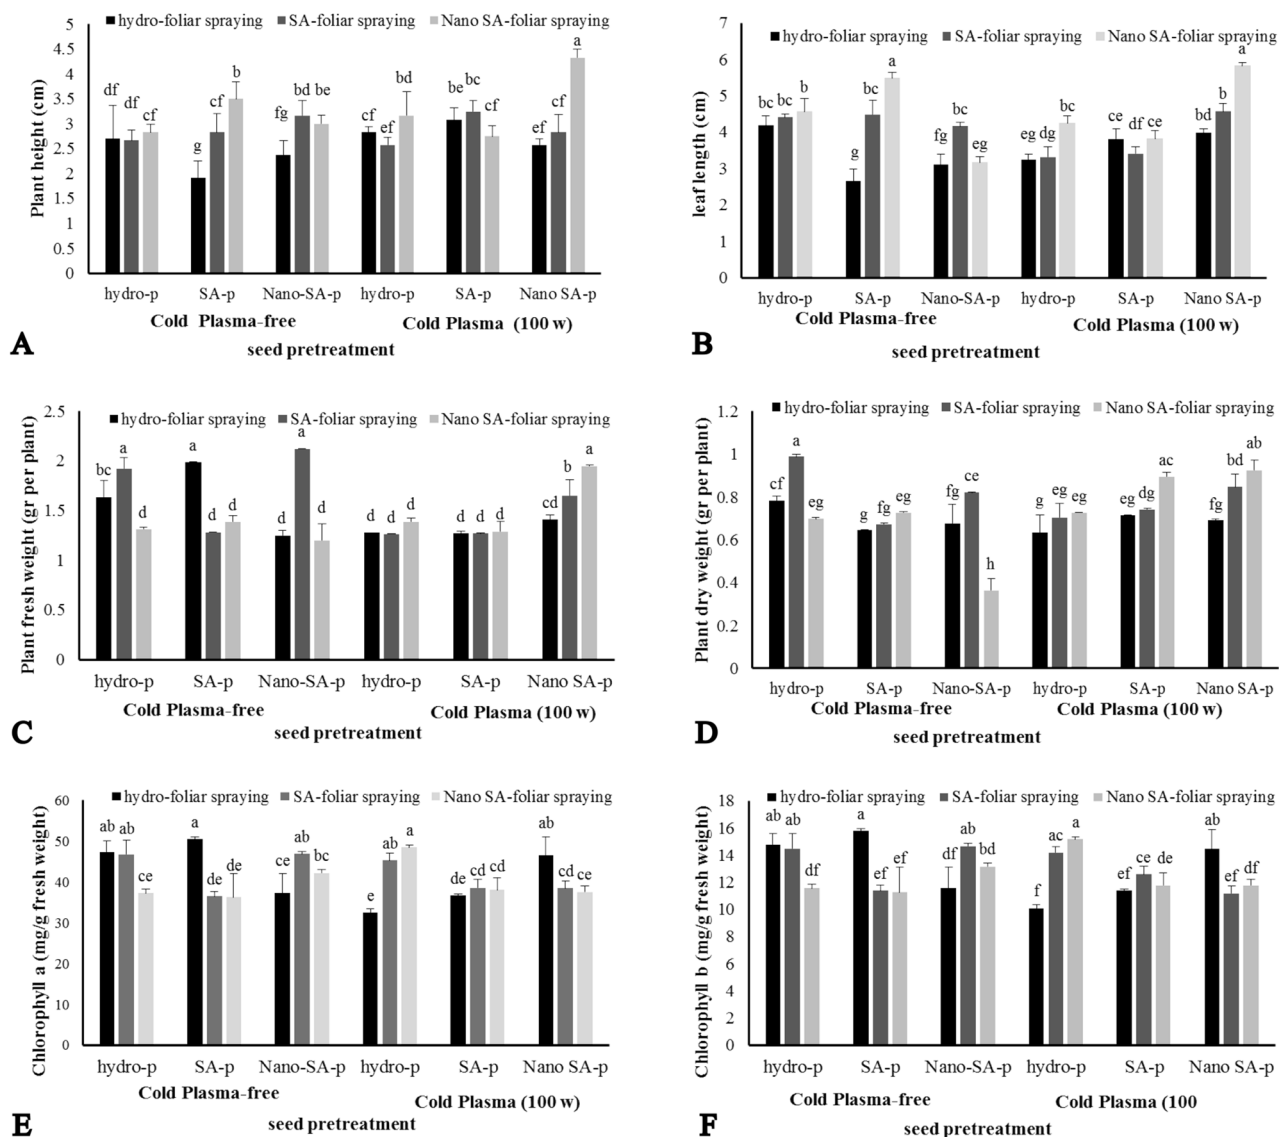 hydro-foliar spraying SA-foliar spraying Nano SA-foliar spraying
Plant height (cm)
5
4.5
4
3.5
3
2.5
2
1.5
1
0.5
0
df df cf g cf b fg bd be cf ef bd be bc cf ef cf a
hydro-p SA-p Nano-SA-p hydro-p SA-p Nano SA-p
Cold Plasma-free Cold Plasma (100 w)
seed pretreatment
A
hydro-foliar spraying SA-foliar spraying Nano SA-foliar spraying
leaf length (cm)
7
6
5
4
3
2
1
0
bc bc b g bc a fg bc eg eg dg bc ce df ce bd b a
hydro-p SA-p Nano-SA-p hydro-p SA-p Nano SA-p
Cold Plasma-free Cold Plasma (100 w)
seed pretreatment
B
hydro-foliar spraying SA-foliar spraying Nano SA-foliar spraying
Plant fresh weight (gr per plant)
2.5
2
1.5
1
0.5
0
bc a d a d d d a d d d d d d d cd b a
hydro-p SA-p Nano-SA-p hydro-p SA-p Nano SA-p
Cold Plasma-free Cold Plasma (100 w)
seed pretreatment
C
hydro-foliar spraying SA-foliar spraying Nano SA-foliar spraying
Plant dry weight (gr per plant)
1.2
1
0.8
0.6
0.4
0.2
0
cf a eg g fg eg fg ce h g eg eg eg dg ac fg bd ab
hydro-p SA-p Nano-SA-p hydro-p SA-p Nano SA-p
Cold Plasma-free Cold Plasma (100 w)
seed pretreatment
D
hydro-foliar spraying SA-foliar spraying Nano SA-foliar spraying
Chlorophyll a (mg/g fresh weight)
60
50
40
30
20
10
0
ab ab ce a de de ce ab bc e ab a de cd cd ab cd ce
hydro-p SA-p Nano-SA-p hydro-p SA-p Nano SA-p
Cold Plasma-free Cold Plasma (100 w)
seed pretreatment
E
hydro-foliar spraying SA-foliar spraying Nano SA-foliar spraying
Chlorophyll b (mg/g fresh weight)
18
16
14
12
10
8
6
4
2
0
ab ab df a ef ef df ab bd f ac a ef ce de ab ef df
hydro-p SA-p Nano-SA-p hydro-p SA-p Nano SA-p
Cold Plasma-free Cold Plasma (100
seed pretreatment
F